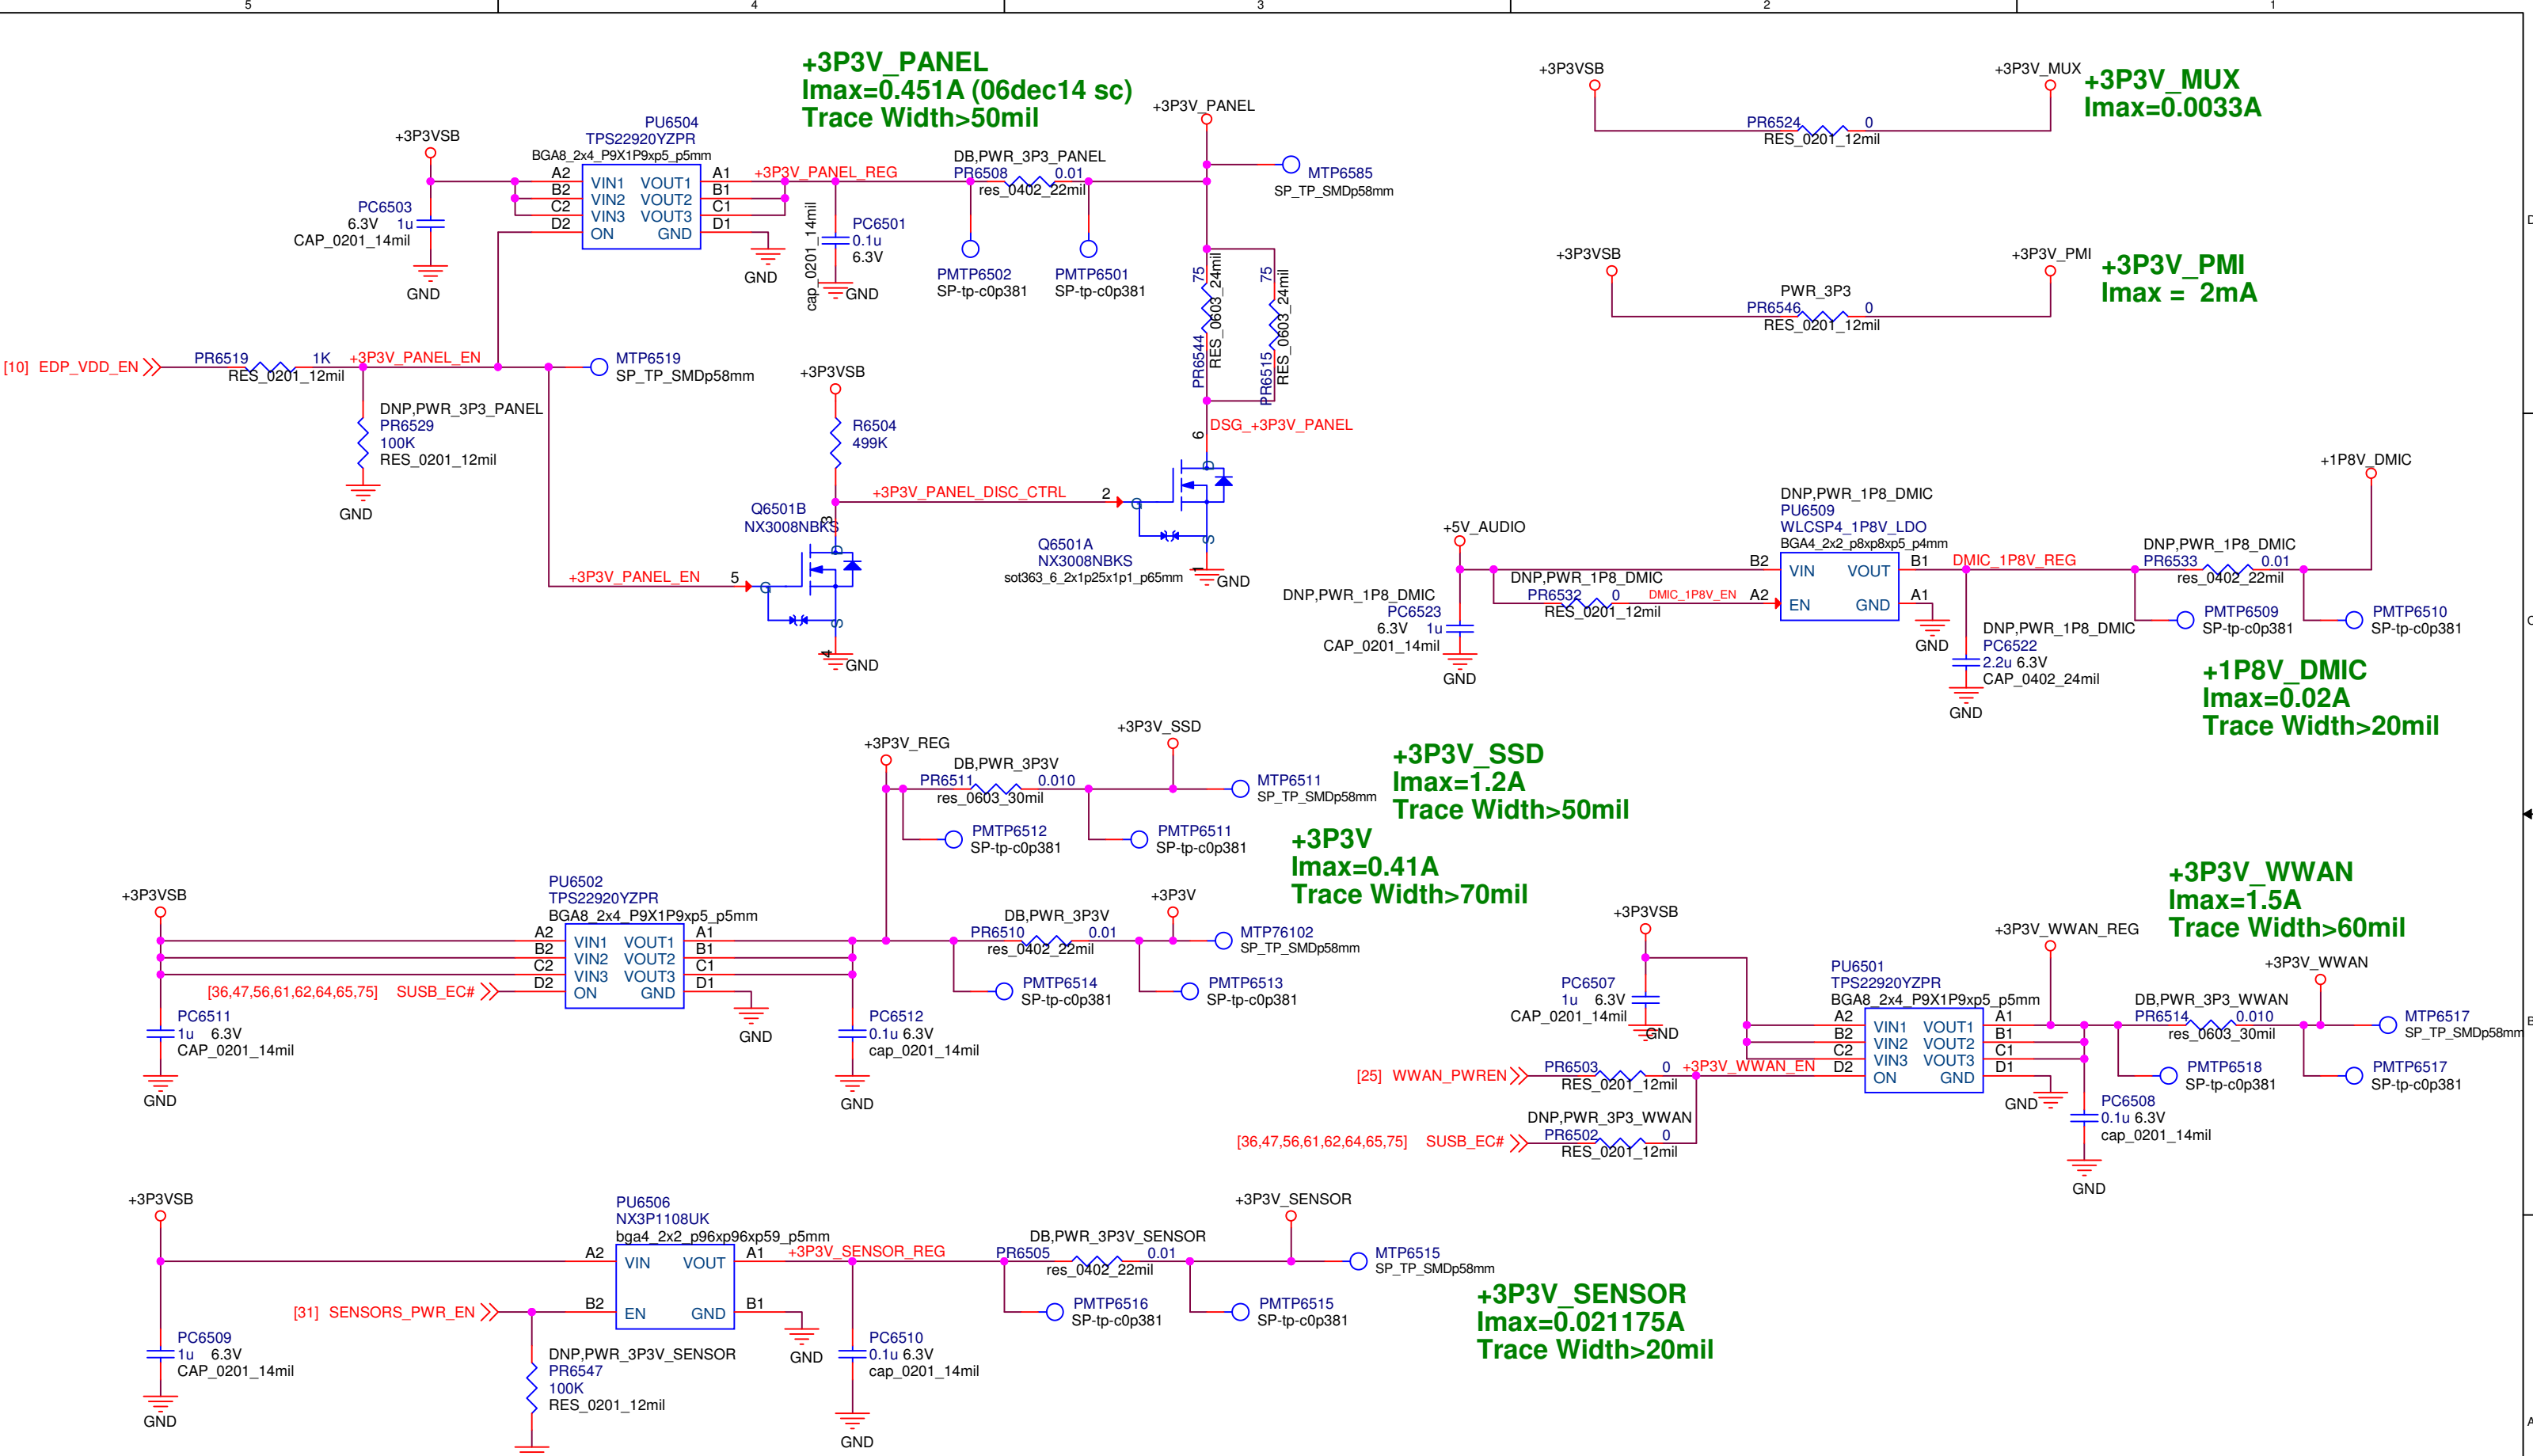 5
4
3
2
1
+3P3V_PANEL
Imax=0.451A (06dec14 sc)
Trace Width>50mil
+3P3VSB
PU6504
TPS22920YZPR
BGA8_2x4_P9X1P9xp5_p5mm
A2
B2
C2
D2
VIN1
VIN2
VIN3
ON
VOUT1
VOUT2
VOUT3
GND
A1
B1
C1
D1
PC6503
6.3V
1u
CAP_0201_14mil
GND
GND
+3P3V_PANEL_REG
cap_0201_14mil
PC6501
0.1u
6.3V
GND
DB,PWR_3P3_PANEL
PR6508
0.01
res_0402_22mil
PMTP6502
SP-tp-c0p381
PMTP6501
SP-tp-c0p381
+3P3V_PANEL
MTP6585
SP_TP_SMDp58mm
PR6544
75
RES_0603_24mil
PR6515
75
RES_0603_24mil
DSG_+3P3V_PANEL
[10] EDP_VDD_EN
PR6519
1K
RES_0201_12mil
+3P3V_PANEL_EN
MTP6519
SP_TP_SMDp58mm
DNP,PWR_3P3_PANEL
PR6529
100K
RES_0201_12mil
GND
+3P3VSB
R6504
499K
+3P3V_PANEL_DISC_CTRL
2
6
G
D
S
1
GND
Q6501A
NX3008NBKS
sot363_6_2x1p25x1p1_p65mm
Q6501B
NX3008NBKS
3
+3P3V_PANEL_EN
5
G
D
S
4
GND
+3P3VSB
+3P3V_MUX
PR6524
0
RES_0201_12mil
+3P3V_MUX
Imax=0.0033A
+3P3VSB
+3P3V_PMI
PWR_3P3
PR6546
0
RES_0201_12mil
+3P3V_PMI
Imax = 2mA
D
+5V_AUDIO
DNP,PWR_1P8_DMIC
PC6523
6.3V
1u
CAP_0201_14mil
GND
DNP,PWR_1P8_DMIC
PR6532
0
RES_0201_12mil
DMIC_1P8V_EN
DNP,PWR_1P8_DMIC
PU6509
WLCSP4_1P8V_LDO
BGA4_2x2_p8xp8xp5_p4mm
B2
A2
VIN
EN
VOUT
GND
B1
A1
GND
DMIC_1P8V_REG
DNP,PWR_1P8_DMIC
PC6522
2.2u 6.3V
CAP_0402_24mil
GND
DNP,PWR_1P8_DMIC
PR6533
0.01
res_0402_22mil
PMTP6509
SP-tp-c0p381
PMTP6510
SP-tp-c0p381
+1P8V_DMIC
+1P8V_DMIC
Imax=0.02A
Trace Width>20mil
+3P3V_REG
DB,PWR_3P3V
PR6511
0.010
res_0603_30mil
+3P3V_SSD
MTP6511
SP_TP_SMDp58mm
PMTP6512
SP-tp-c0p381
PMTP6511
SP-tp-c0p381
+3P3V_SSD
Imax=1.2A
Trace Width>50mil
+3P3V
Imax=0.41A
Trace Width>70mil
+3P3VSB
PU6502
TPS22920YZPR
BGA8_2x4_P9X1P9xp5_p5mm
A2
B2
C2
D2
VIN1
VIN2
VIN3
ON
VOUT1
VOUT2
VOUT3
GND
A1
B1
C1
D1
[36,47,56,61,62,64,65,75] SUSB_EC#
PC6511
1u 6.3V
CAP_0201_14mil
GND
GND
PC6512
0.1u 6.3V
cap_0201_14mil
GND
DB,PWR_3P3V
PR6510
0.01
res_0402_22mil
+3P3V
MTP76102
SP_TP_SMDp58mm
PMTP6514
SP-tp-c0p381
PMTP6513
SP-tp-c0p381
+3P3VSB
PC6507
1u 6.3V
CAP_0201_14mil
GND
[25] WWAN_PWREN
PR6503
0
RES_0201_12mil
+3P3V_WWAN_EN
DNP,PWR_3P3_WWAN
[36,47,56,61,62,64,65,75] SUSB_EC#
PR6502
0
RES_0201_12mil
PU6501
TPS22920YZPR
BGA8_2x4_P9X1P9xp5_p5mm
A2
B2
C2
D2
VIN1
VIN2
VIN3
ON
VOUT1
VOUT2
VOUT3
GND
A1
B1
C1
D1
GND
+3P3V_WWAN_REG
+3P3V_WWAN
DB,PWR_3P3_WWAN
PR6514
0.010
res_0603_30mil
MTP6517
SP_TP_SMDp58mm
PMTP6518
SP-tp-c0p381
PMTP6517
SP-tp-c0p381
PC6508
0.1u 6.3V
cap_0201_14mil
GND
+3P3V_WWAN
Imax=1.5A
Trace Width>60mil
+3P3VSB
PU6506
NX3P1108UK
bga4_2x2_p96xp96xp59_p5mm
A2
B2
VIN
EN
VOUT
GND
A1
B1
+3P3V_SENSOR_REG
[31] SENSORS_PWR_EN
PC6509
1u 6.3V
CAP_0201_14mil
GND
DNP,PWR_3P3V_SENSOR
PR6547
100K
RES_0201_12mil
GND
PC6510
0.1u 6.3V
cap_0201_14mil
GND
DB,PWR_3P3V_SENSOR
PR6505
0.01
res_0402_22mil
+3P3V_SENSOR
MTP6515
SP_TP_SMDp58mm
PMTP6516
SP-tp-c0p381
PMTP6515
SP-tp-c0p381
+3P3V_SENSOR
Imax=0.021175A
Trace Width>20mil